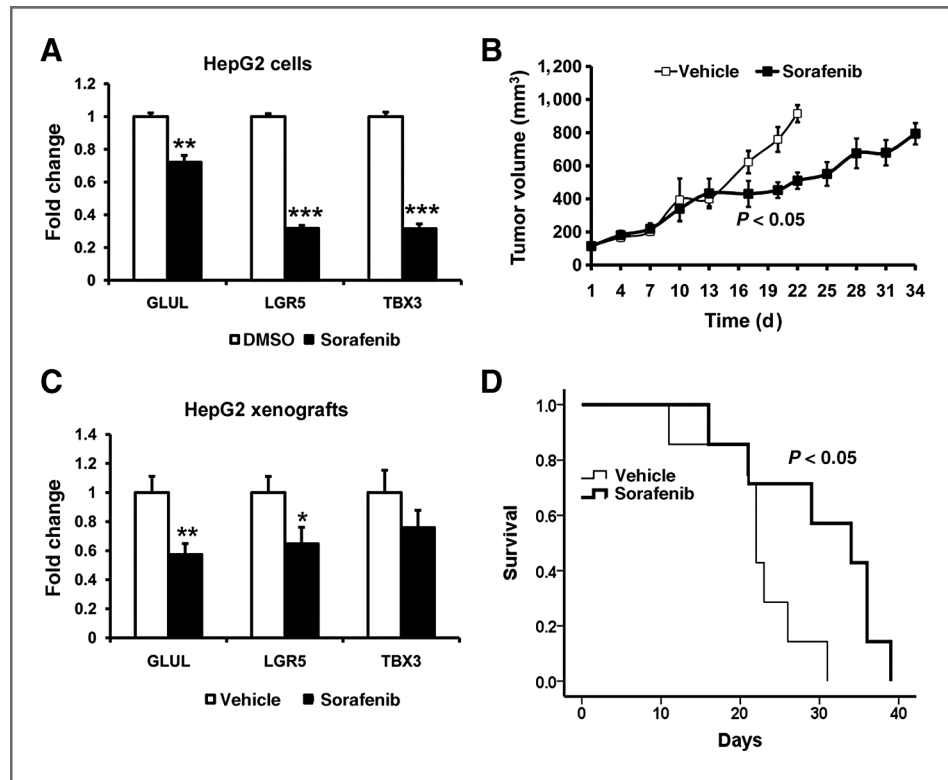 A
HepG2 cells
Fold change
1.2
1
0.8
0.6
0.4
0.2
0
**
***
***
GLUL LGR5 TBX3
DMSO Sorafenib
B
Vehicle Sorafenib
Tumor volume (mm³)
1,200
1,000
800
600
400
200
0
P < 0.05
1 4 7 10 13 16 19 22 25 28 31 34
Time (d)
C
HepG2 xenografts
Fold change
1.4
1.2
1
0.8
0.6
0.4
0.2
0
**
*
GLUL LGR5 TBX3
Vehicle Sorafenib
D
Survival
1.0
0.8
0.6
0.4
0.2
0.0
P < 0.05
Vehicle
Sorafenib
0 10 20 30 40
Days